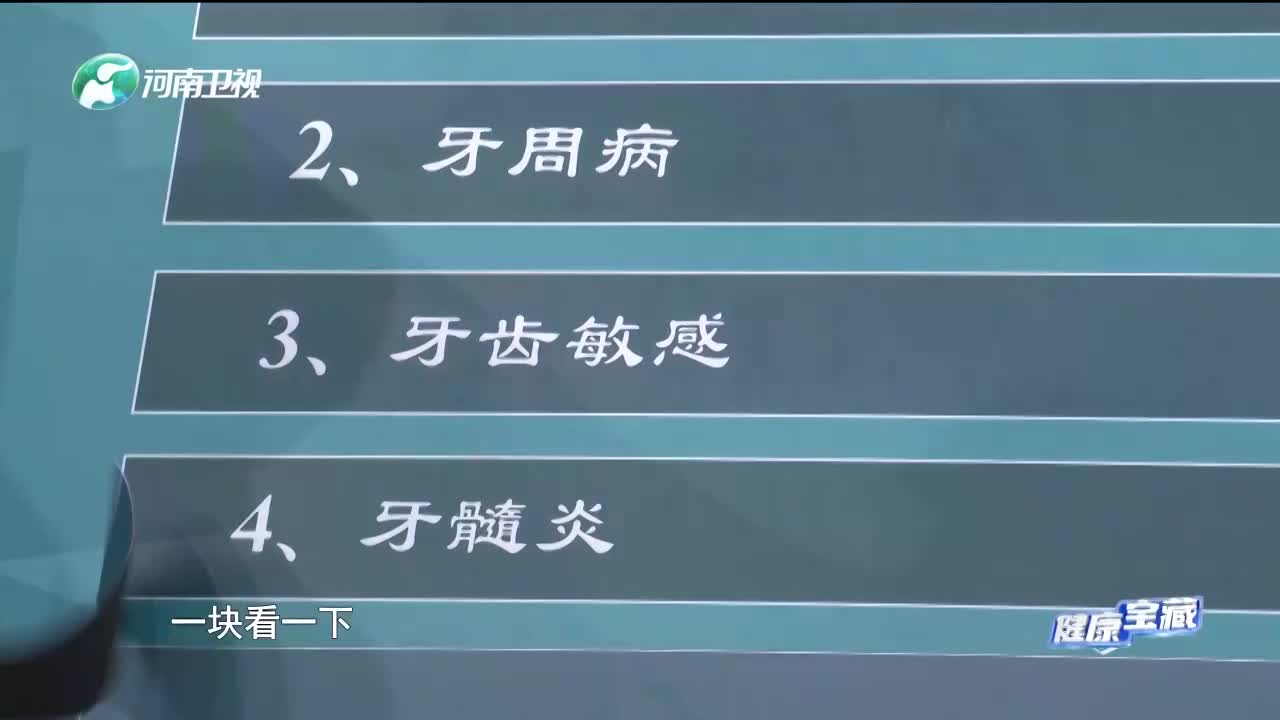 河南卫视
2、牙周病
3、牙齿敏感
4、牙髓炎
一块看一下
健康宝藏